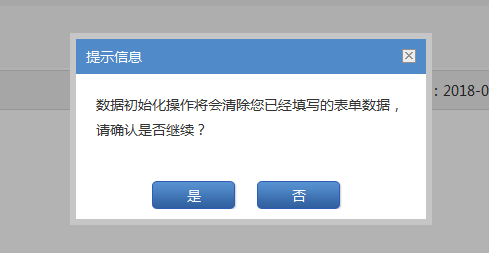 提示信息
：2018-0
数据初始化操作将会清除您已经填写的表单数据，
请确认是否继续？
是
否